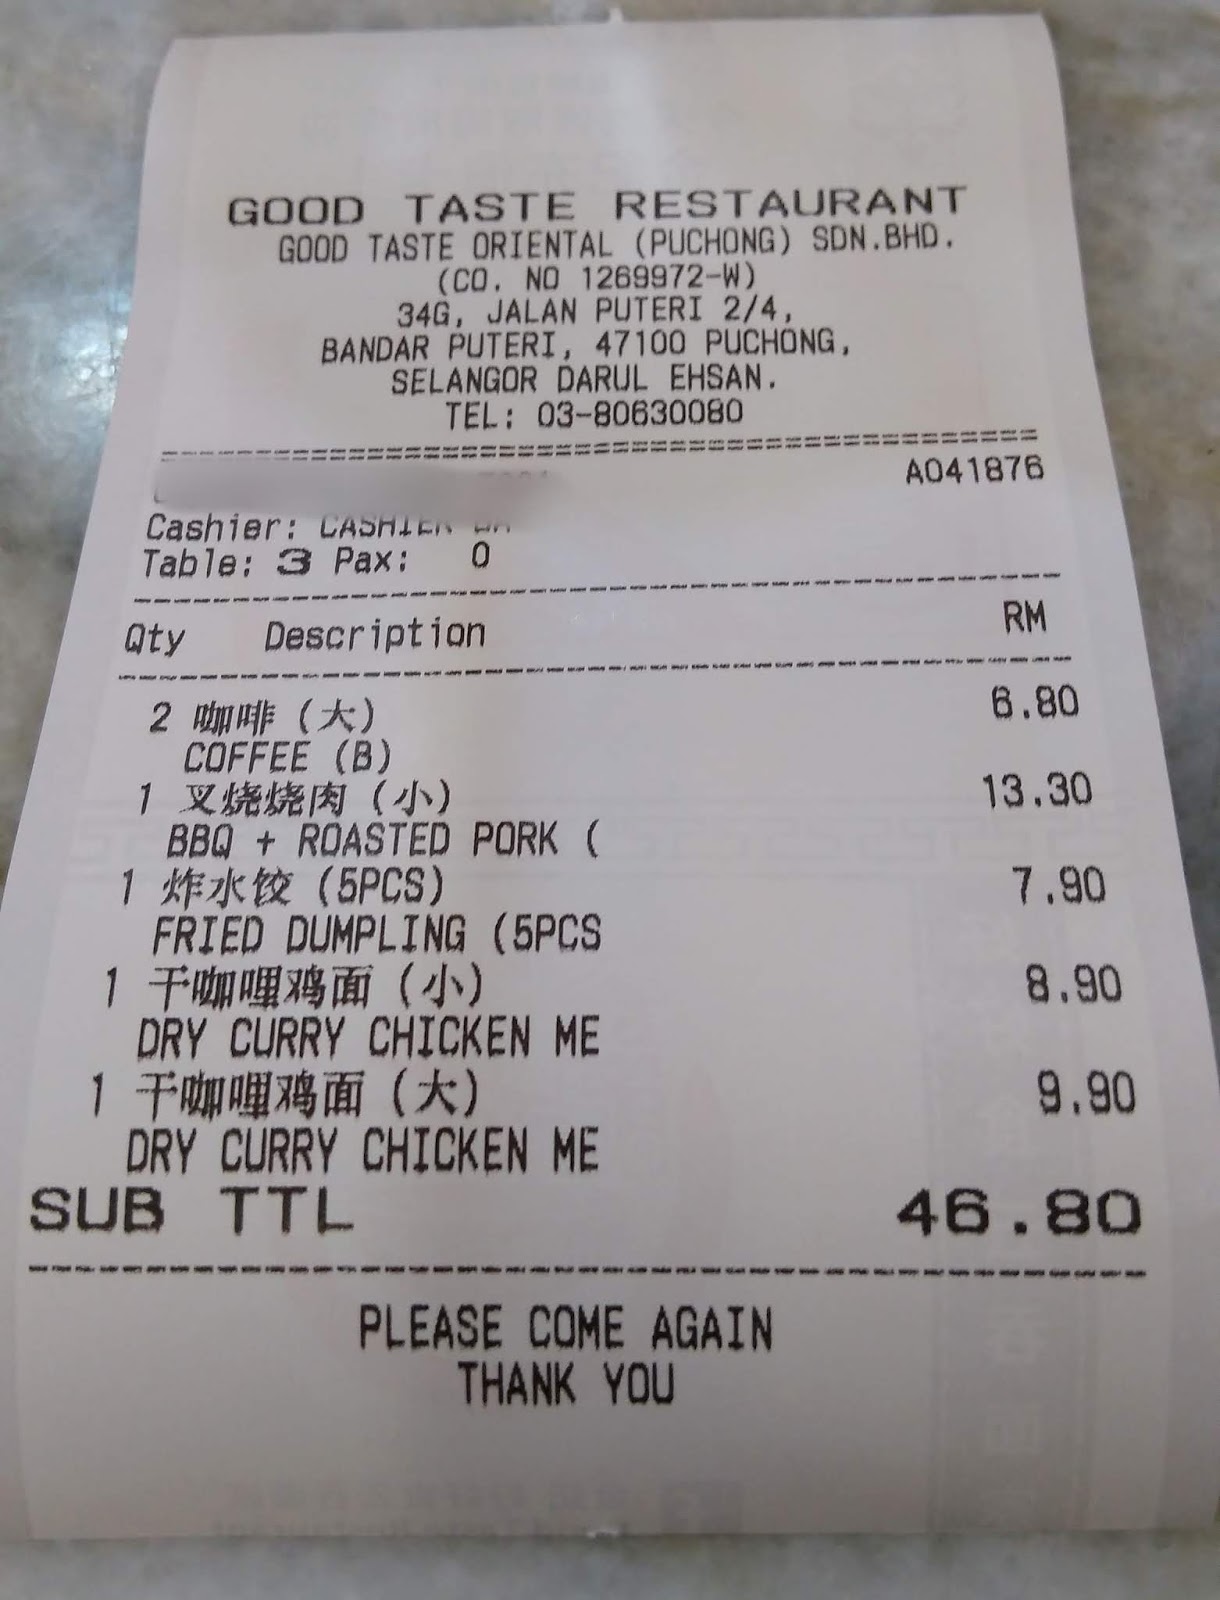 GOOD TASTE RESTAURANT
GOOD TASTE ORIENTAL (PUCHONG) SDN.BHD.
(CO. NO 1269972-W)
34G, JALAN PUTERI 2/4,
BANDAR PUTERI, 47100 PUCHONG,
SELANGOR DARUL EHSAN.
TEL: 03-80630080
A041876
Cashier: CASHIER
Table: 3 Pax: 0
Qty Description RM
2 咖啡 (大) 6.80
COFFEE (B)
1 叉烧烧肉 (小) 13.30
BBQ + ROASTED PORK (
1 炸水饺 (5PCS) 7.90
FRIED DUMPLING (5PCS
1 干咖哩鸡面 (小) 8.90
DRY CURRY CHICKEN ME
1 干咖哩鸡面 (大) 9.90
DRY CURRY CHICKEN ME
SUB TTL 46.80
PLEASE COME AGAIN
THANK YOU